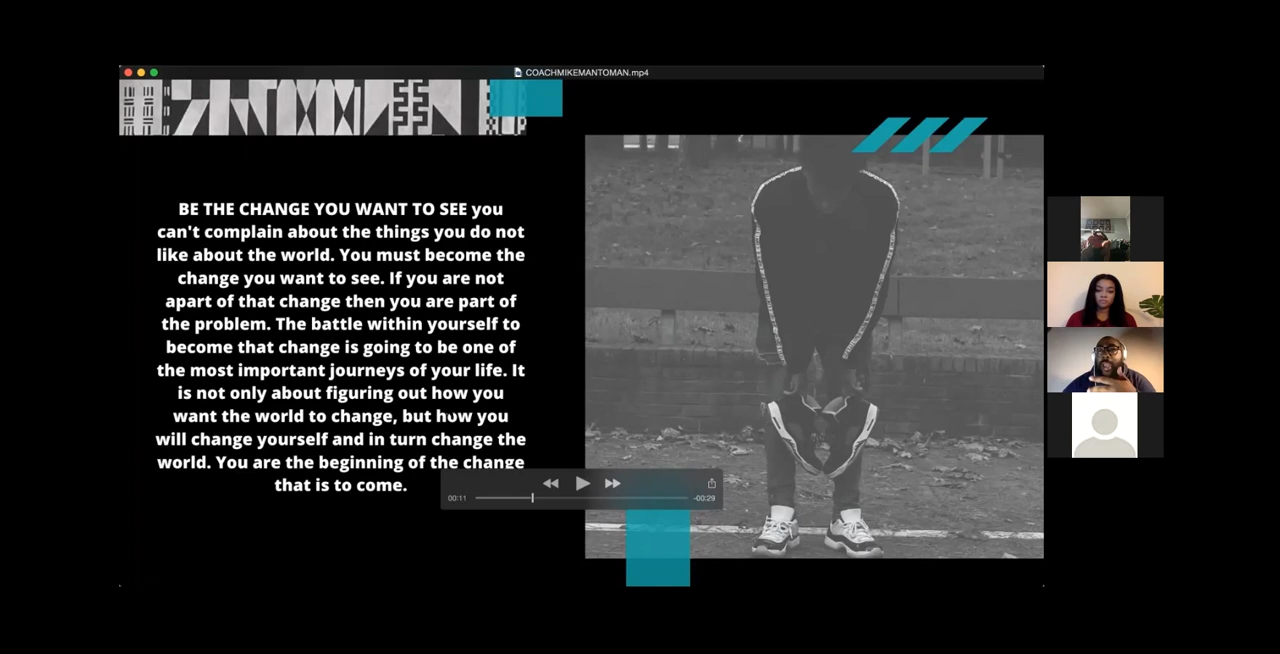 COACHMIKEMANTOMAN.mp4
BE THE CHANGE YOU WANT TO SEE you
can't complain about the things you do not
like about the world. You must become the
change you want to see. If you are not
apart of that change then you are part of
the problem. The battle within yourself to
become that change is going to be one of
the most important journeys of your life. It
is not only about figuring out how you
want the world to change, but how you
will change yourself and in turn change the
world. You are the beginning of the change
that is to come.
00:11
-00:29